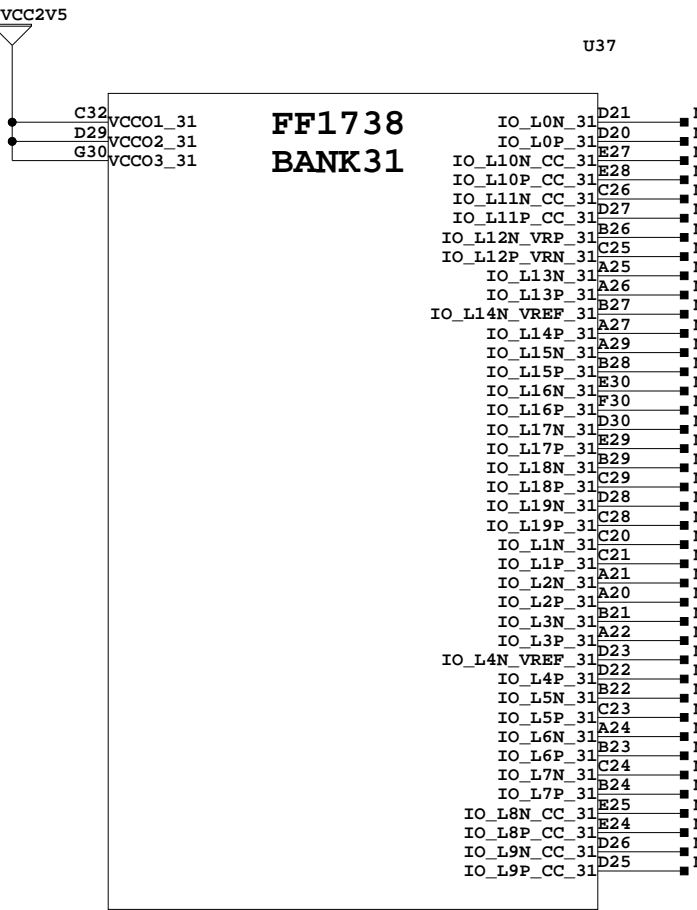 VCC2V5
U37
FF1738
BANK31
C32 VCCO1_31
D29 VCCO2_31
G30 VCCO3_31
IO_L0N_31 D21
IO_L0P_31 D20
IO_L10N_CC_31 E27
IO_L10P_CC_31 E28
IO_L11N_CC_31 C26
IO_L11P_CC_31 D27
IO_L12N_VRP_31 B26
IO_L12P_VRN_31 C25
IO_L13N_31 A25
IO_L13P_31 A26
IO_L14N_VREF_31 B27
IO_L14P_31 A27
IO_L15N_31 A29
IO_L15P_31 B28
IO_L16N_31 E30
IO_L16P_31 F30
IO_L17N_31 D30
IO_L17P_31 E29
IO_L18N_31 B29
IO_L18P_31 C29
IO_L19N_31 D28
IO_L19P_31 C28
IO_L1N_31 C20
IO_L1P_31 C21
IO_L2N_31 A21
IO_L2P_31 A20
IO_L3N_31 B21
IO_L3P_31 A22
IO_L4N_VREF_31 D23
IO_L4P_31 D22
IO_L5N_31 B22
IO_L5P_31 C23
IO_L6N_31 A24
IO_L6P_31 B23
IO_L7N_31 C24
IO_L7P_31 B24
IO_L8N_CC_31 E25
IO_L8P_CC_31 E24
IO_L9N_CC_31 D26
IO_L9P_CC_31 D25